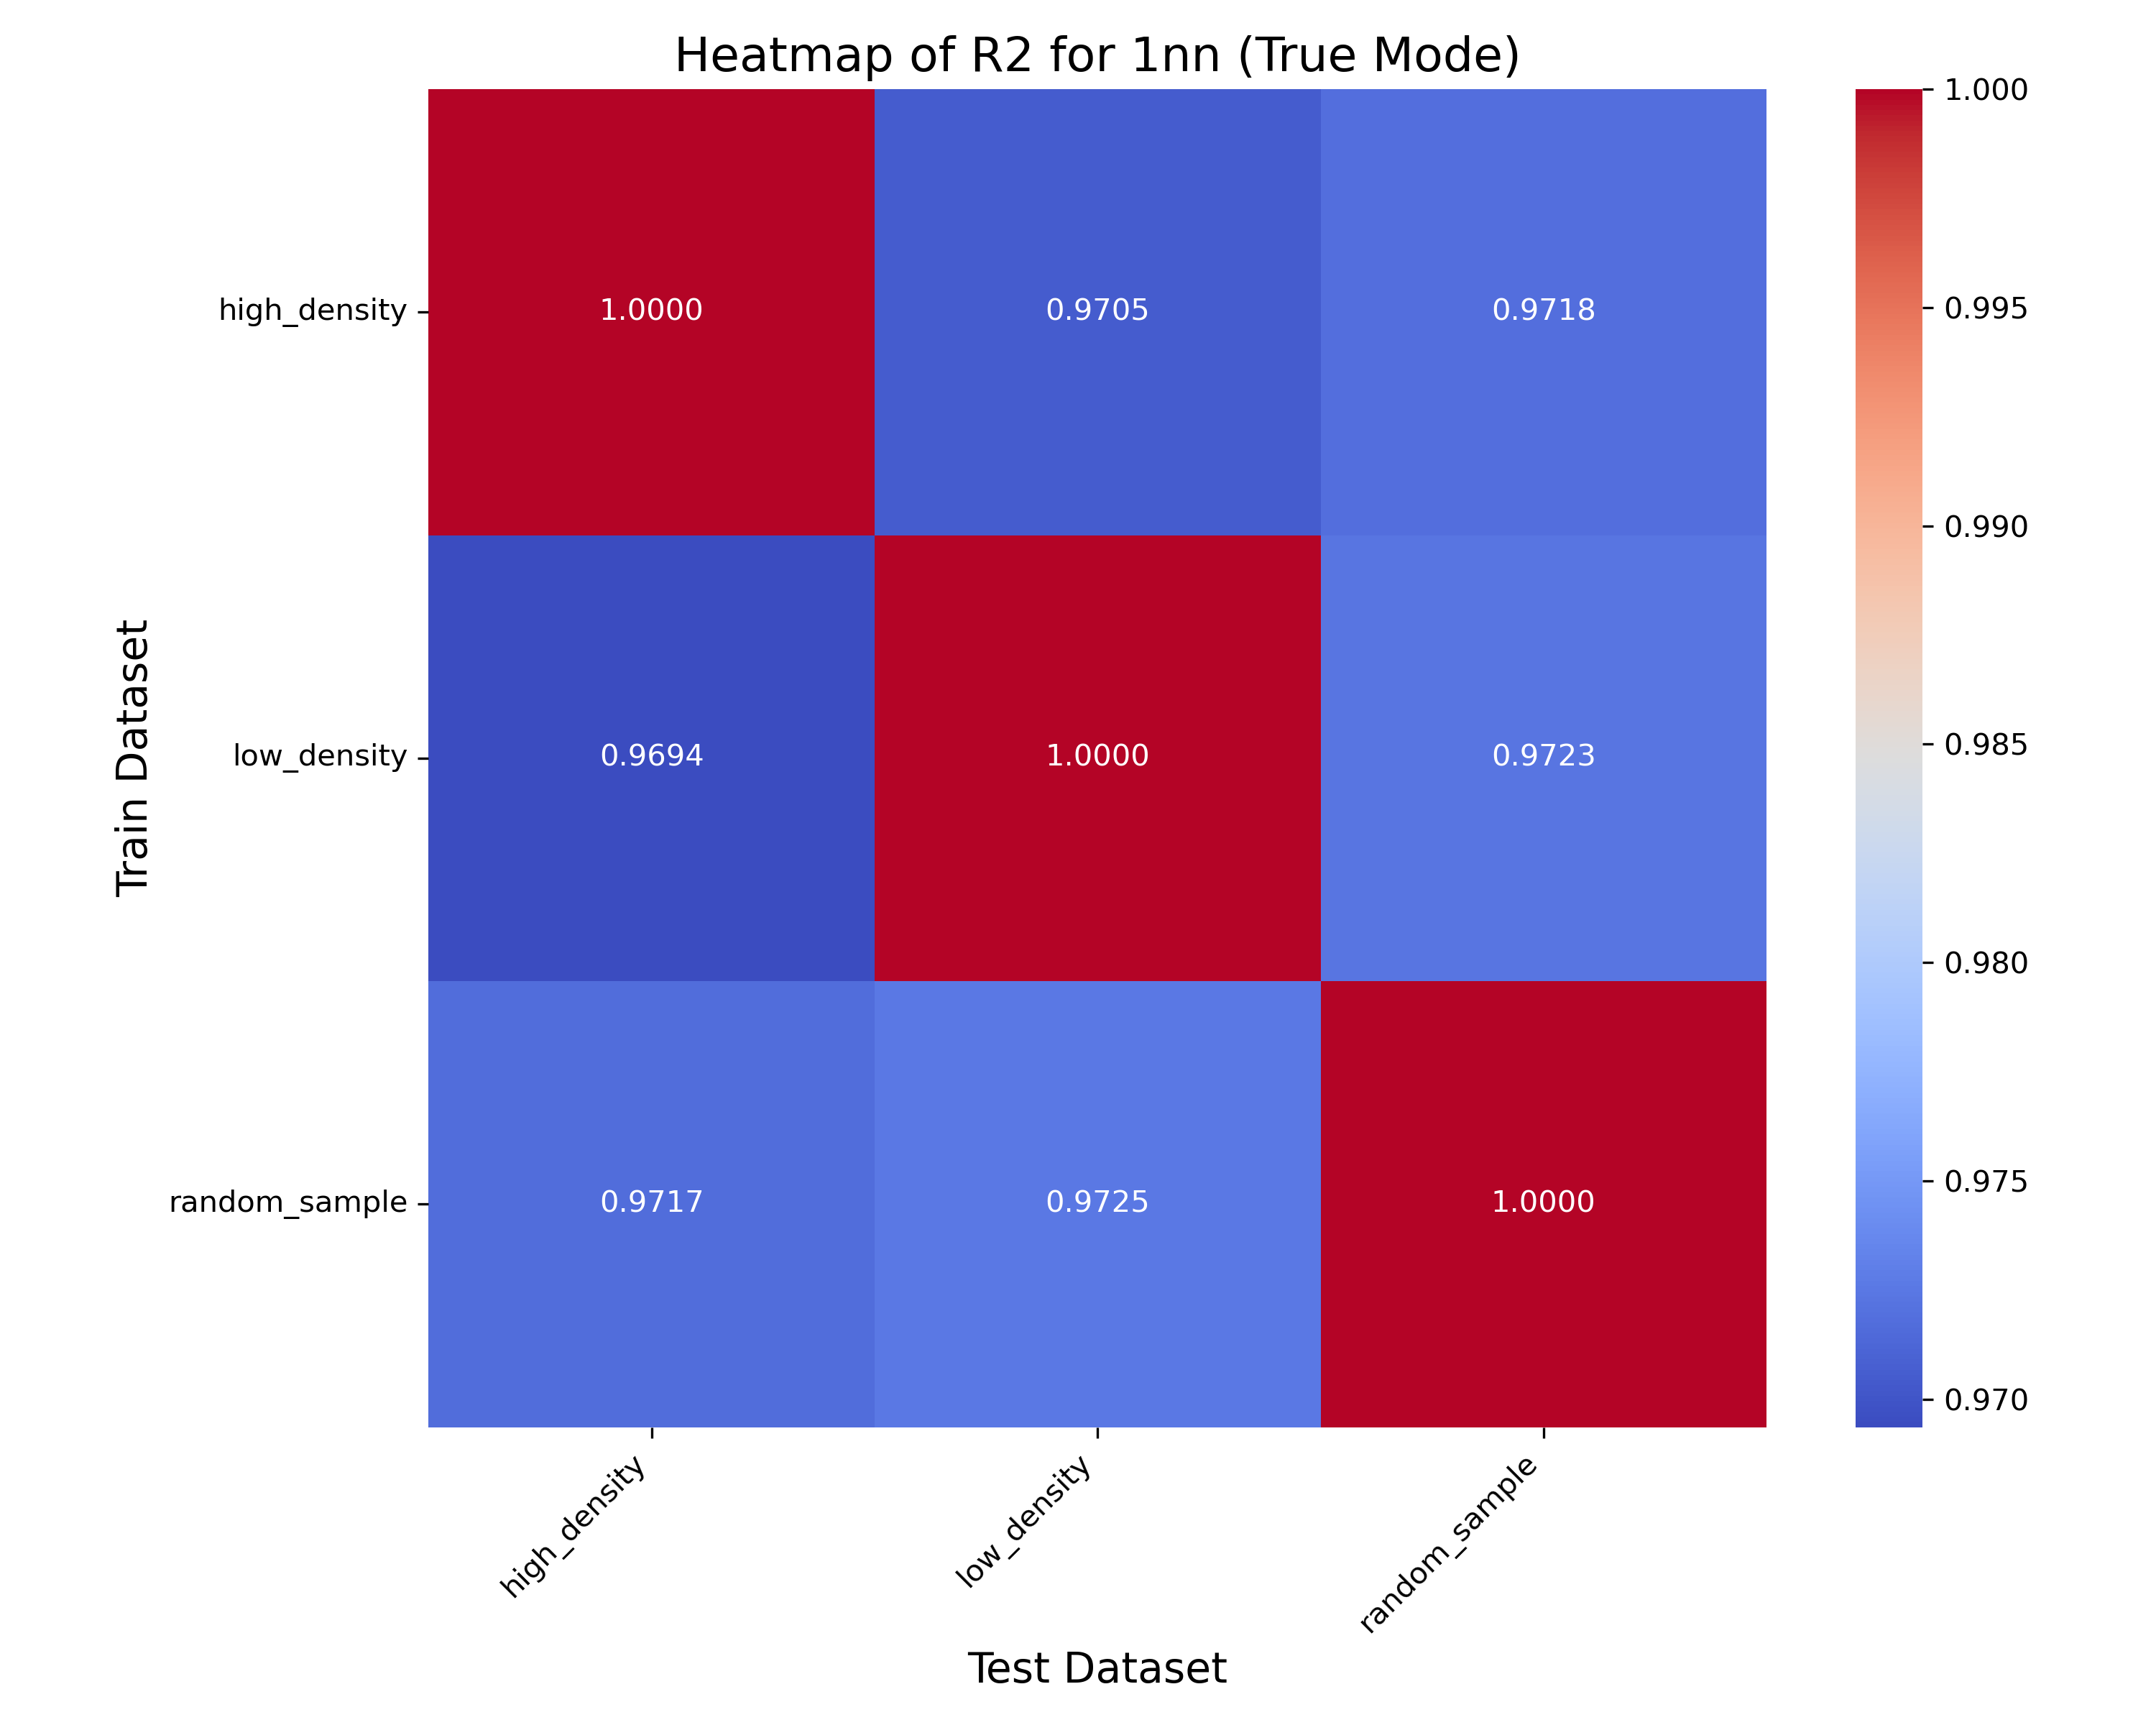 Heatmap of R2 for 1nn (True Mode)
Train Dataset
high_density
1.0000
0.9705
0.9718
low_density
0.9694
1.0000
0.9723
random_sample
0.9717
0.9725
1.0000
high_density
low_density
random_sample
Test Dataset
1.000
0.995
0.990
0.985
0.980
0.975
0.970